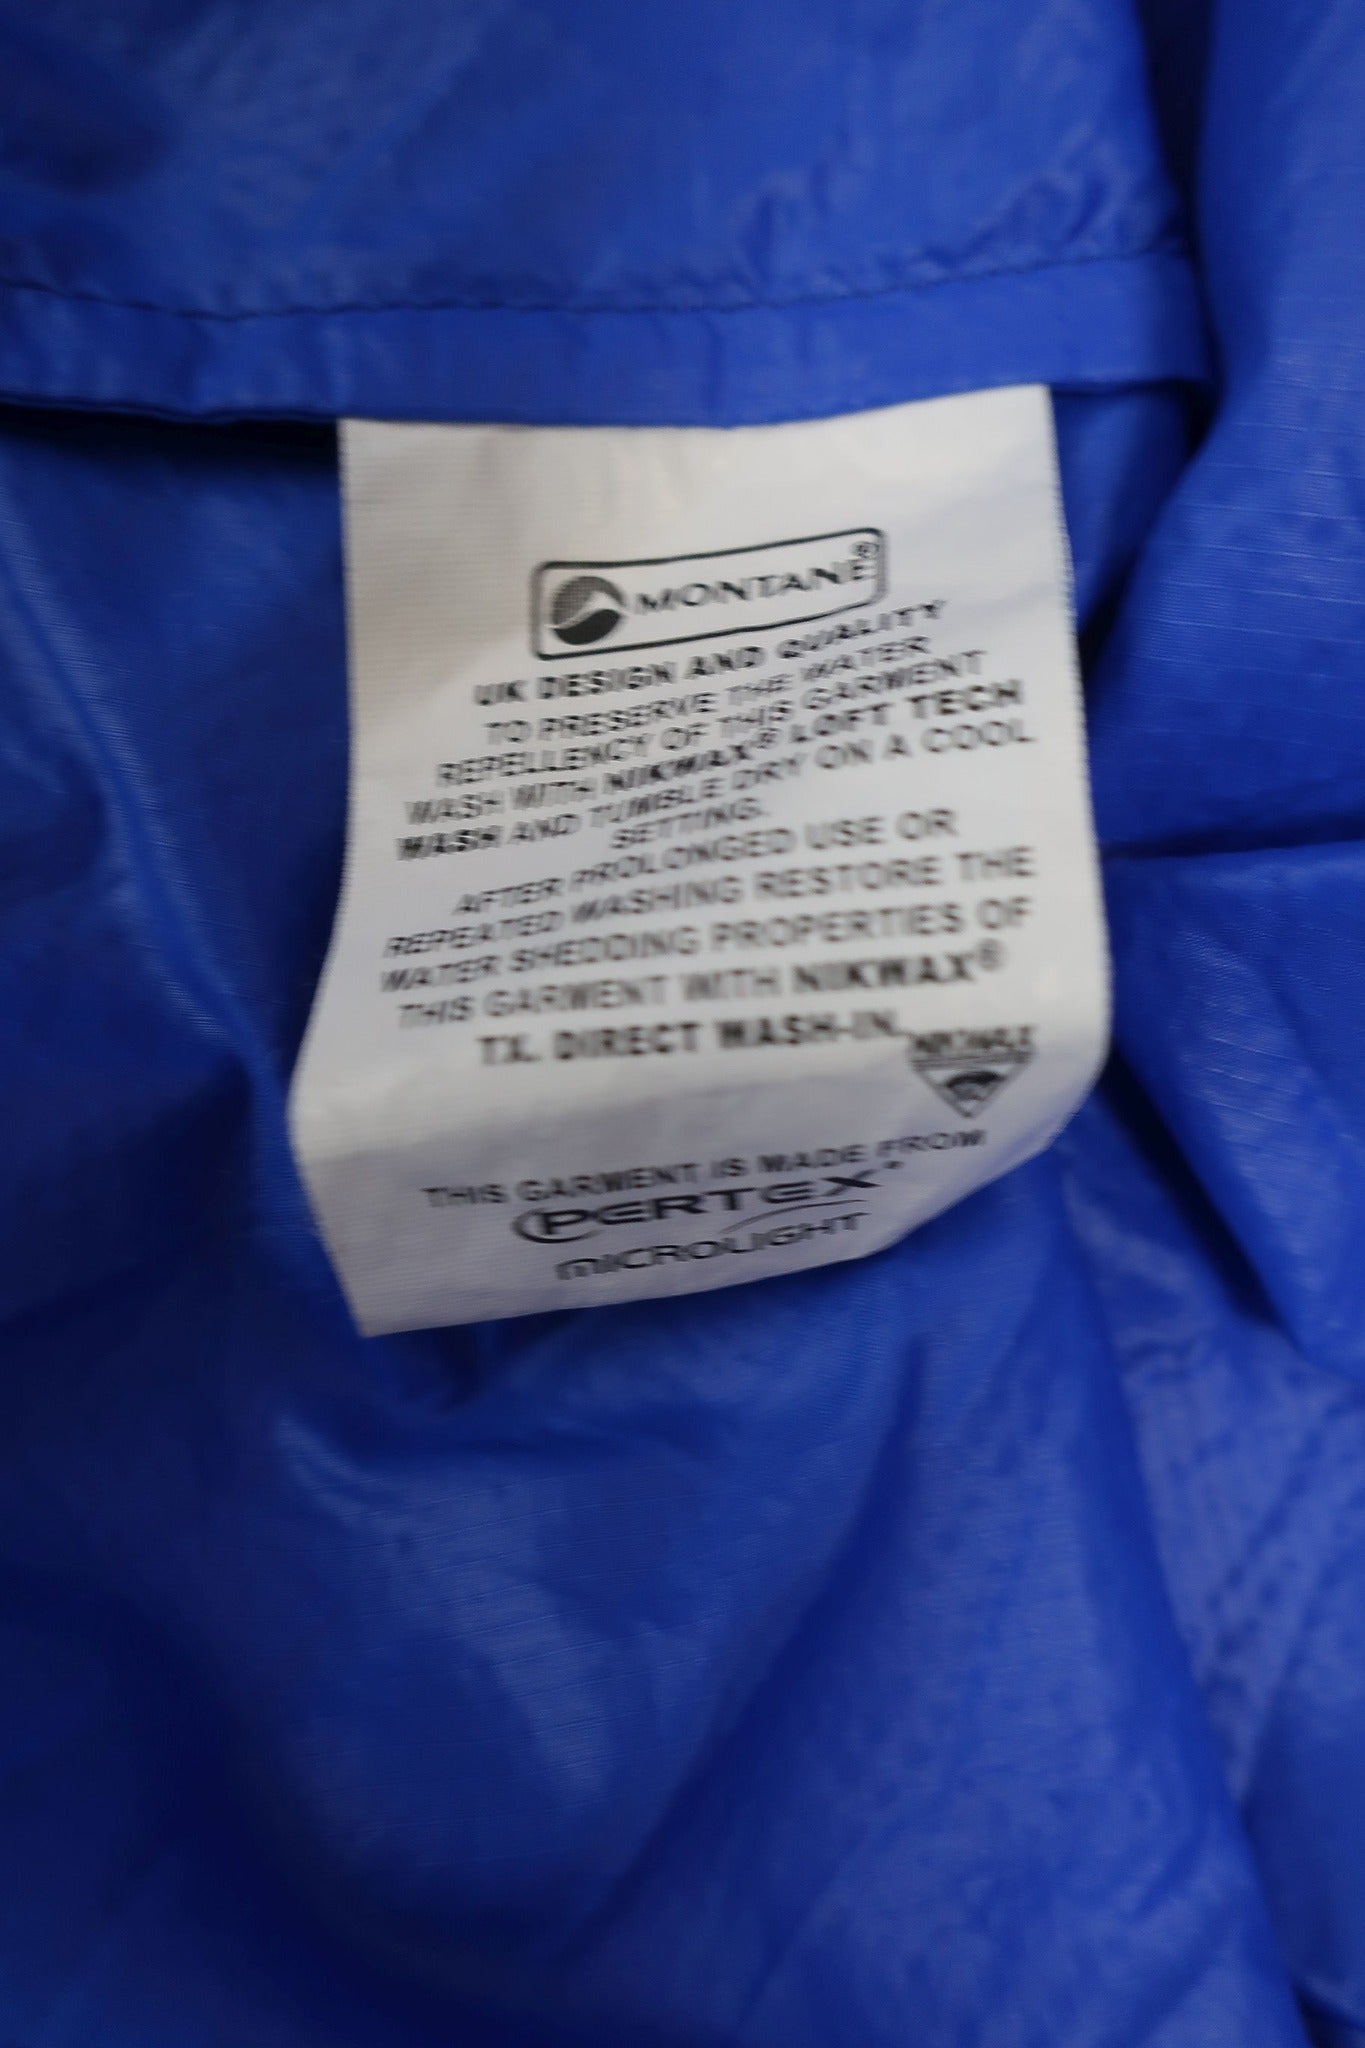 MONTANE®
UK DESIGN AND QUALITY
TO PRESERVE THE WATER
REPELLENCY OF THIS GARMENT
WASH WITH NIKWAX® LOFT TECH
WASH AND TUMBLE DRY ON A COOL
SETTING.
AFTER PROLONGED USE OR
REPEATED WASHING RESTORE THE
WATER SHEDDING PROPERTIES OF
THIS GARMENT WITH NIKWAX®
TX. DIRECT WASH-IN.
NIKWAX
THIS GARMENT IS MADE FROM
PERTEX
MICROLIGHT